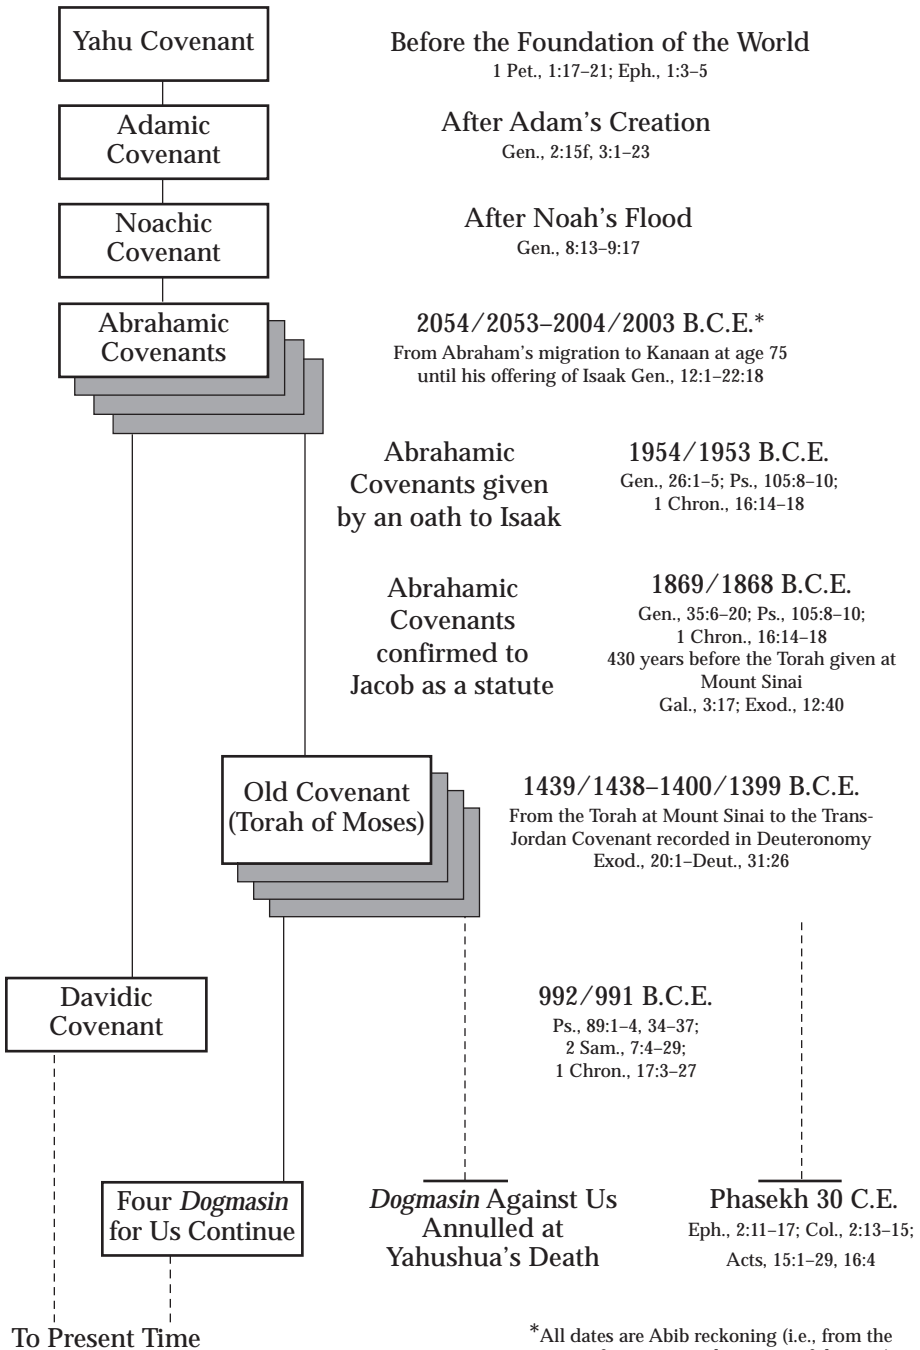 Yahu Covenant
Before the Foundation of the World
1 Pet., 1:17–21; Eph., 1:3–5
Adamic
Covenant
After Adam's Creation
Gen., 2:15f, 3:1–23
Noachic
Covenant
After Noah's Flood
Gen., 8:13–9:17
Abrahamic
Covenants
2054/2053–2004/2003 B.C.E.*
From Abraham's migration to Kanaan at age 75
until his offering of Isaak Gen., 12:1–22:18
Abrahamic
Covenants given
by an oath to Isaak
1954/1953 B.C.E.
Gen., 26:1–5; Ps., 105:8–10;
1 Chron., 16:14–18
Abrahamic
Covenants
confirmed to
Jacob as a statute
1869/1868 B.C.E.
Gen., 35:6–20; Ps., 105:8–10;
1 Chron., 16:14–18
430 years before the Torah given at
Mount Sinai
Gal., 3:17; Exod., 12:40
Old Covenant
(Torah of Moses)
1439/1438–1400/1399 B.C.E.
From the Torah at Mount Sinai to the Trans-
Jordan Covenant recorded in Deuteronomy
Exod., 20:1–Deut., 31:26
Davidic
Covenant
992/991 B.C.E.
Ps., 89:1–4, 34–37;
2 Sam., 7:4–29;
1 Chron., 17:3–27
Four Dogmasin
for Us Continue
Dogmasin Against Us
Annulled at
Yahushua's Death
Phasekh 30 C.E.
Eph., 2:11–17; Col., 2:13–15;
Acts, 15:1–29, 16:4
To Present Time
*All dates are Abib reckoning (i.e., from the